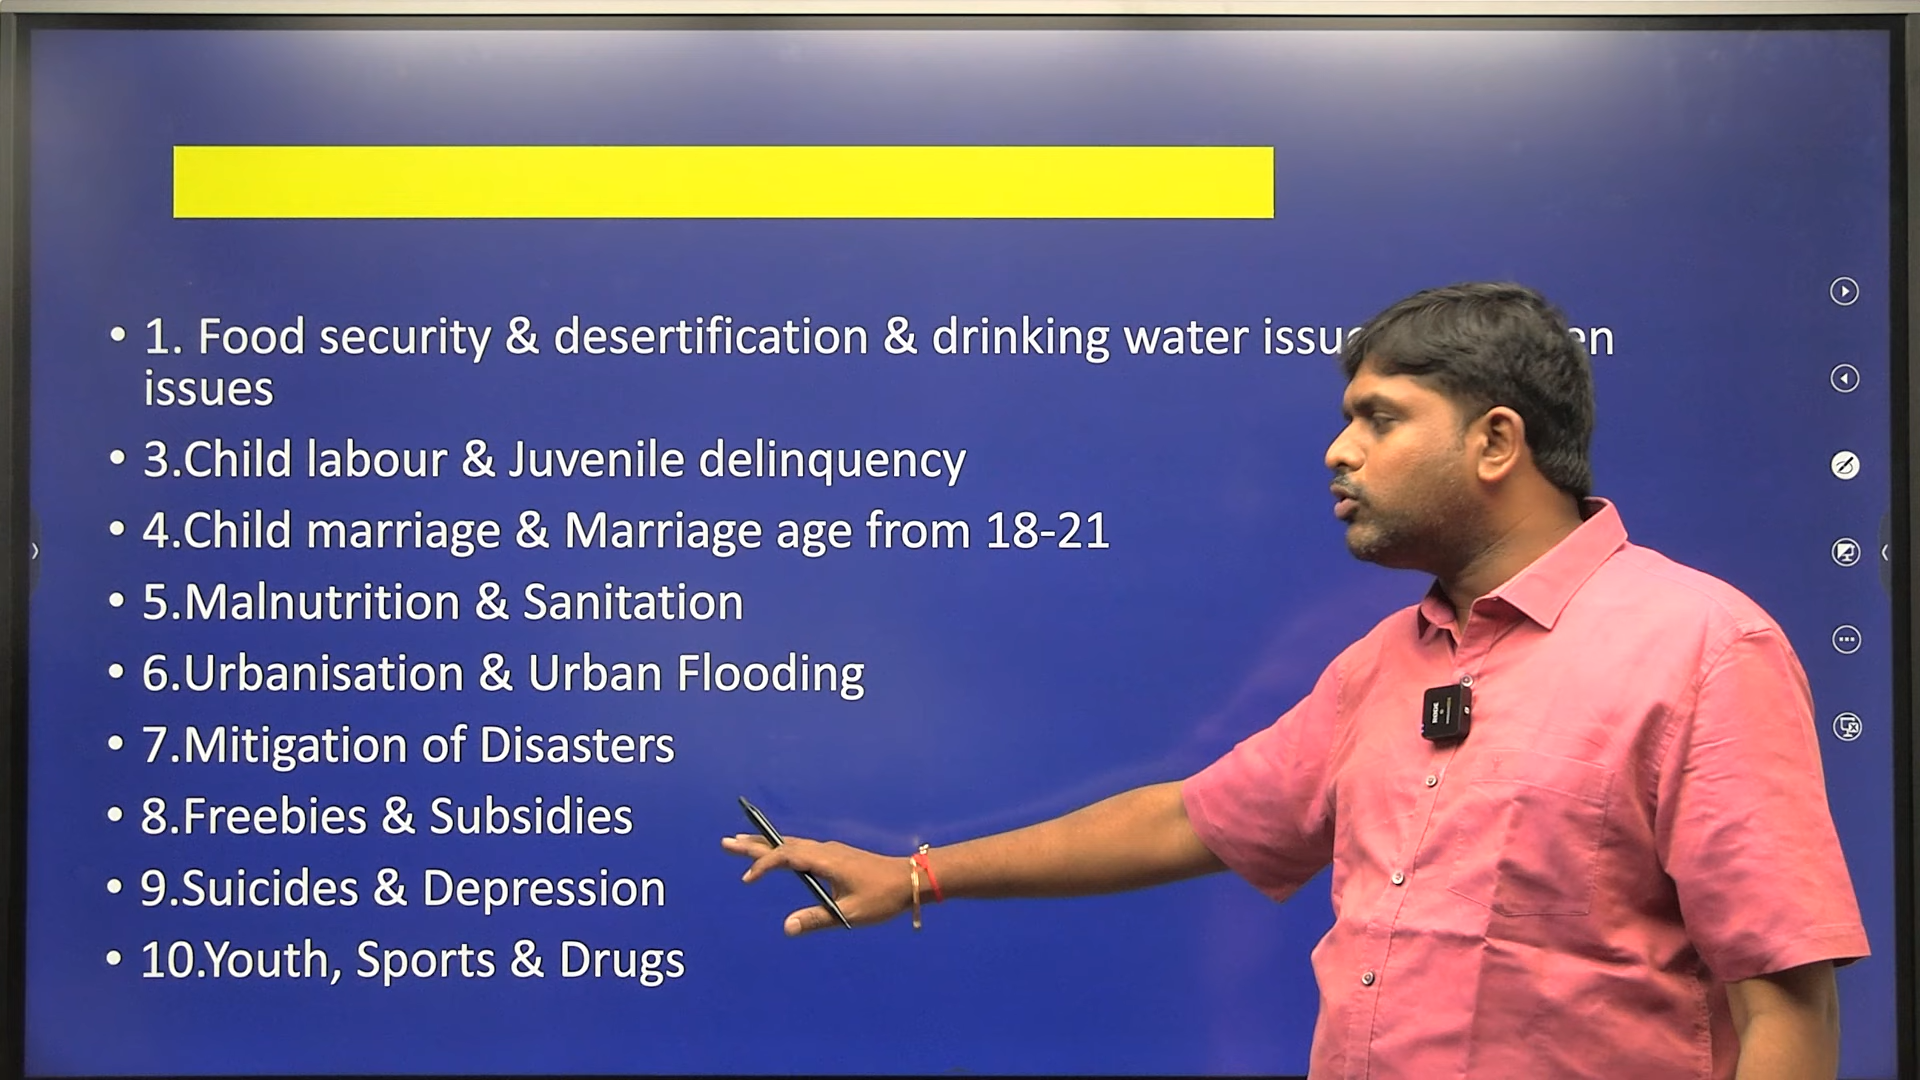 • 1. Food security & desertification & drinking water
issues
• 3.Child labour & Juvenile delinquency
• 4.Child marriage & Marriage age from 18-21
• 5.Malnutrition & Sanitation
• 6.Urbanisation & Urban Flooding
• 7.Mitigation of Disasters
• 8.Freebies & Subsidies
• 9.Suicides & Depression
• 10.Youth, Sports & Drugs
RODE